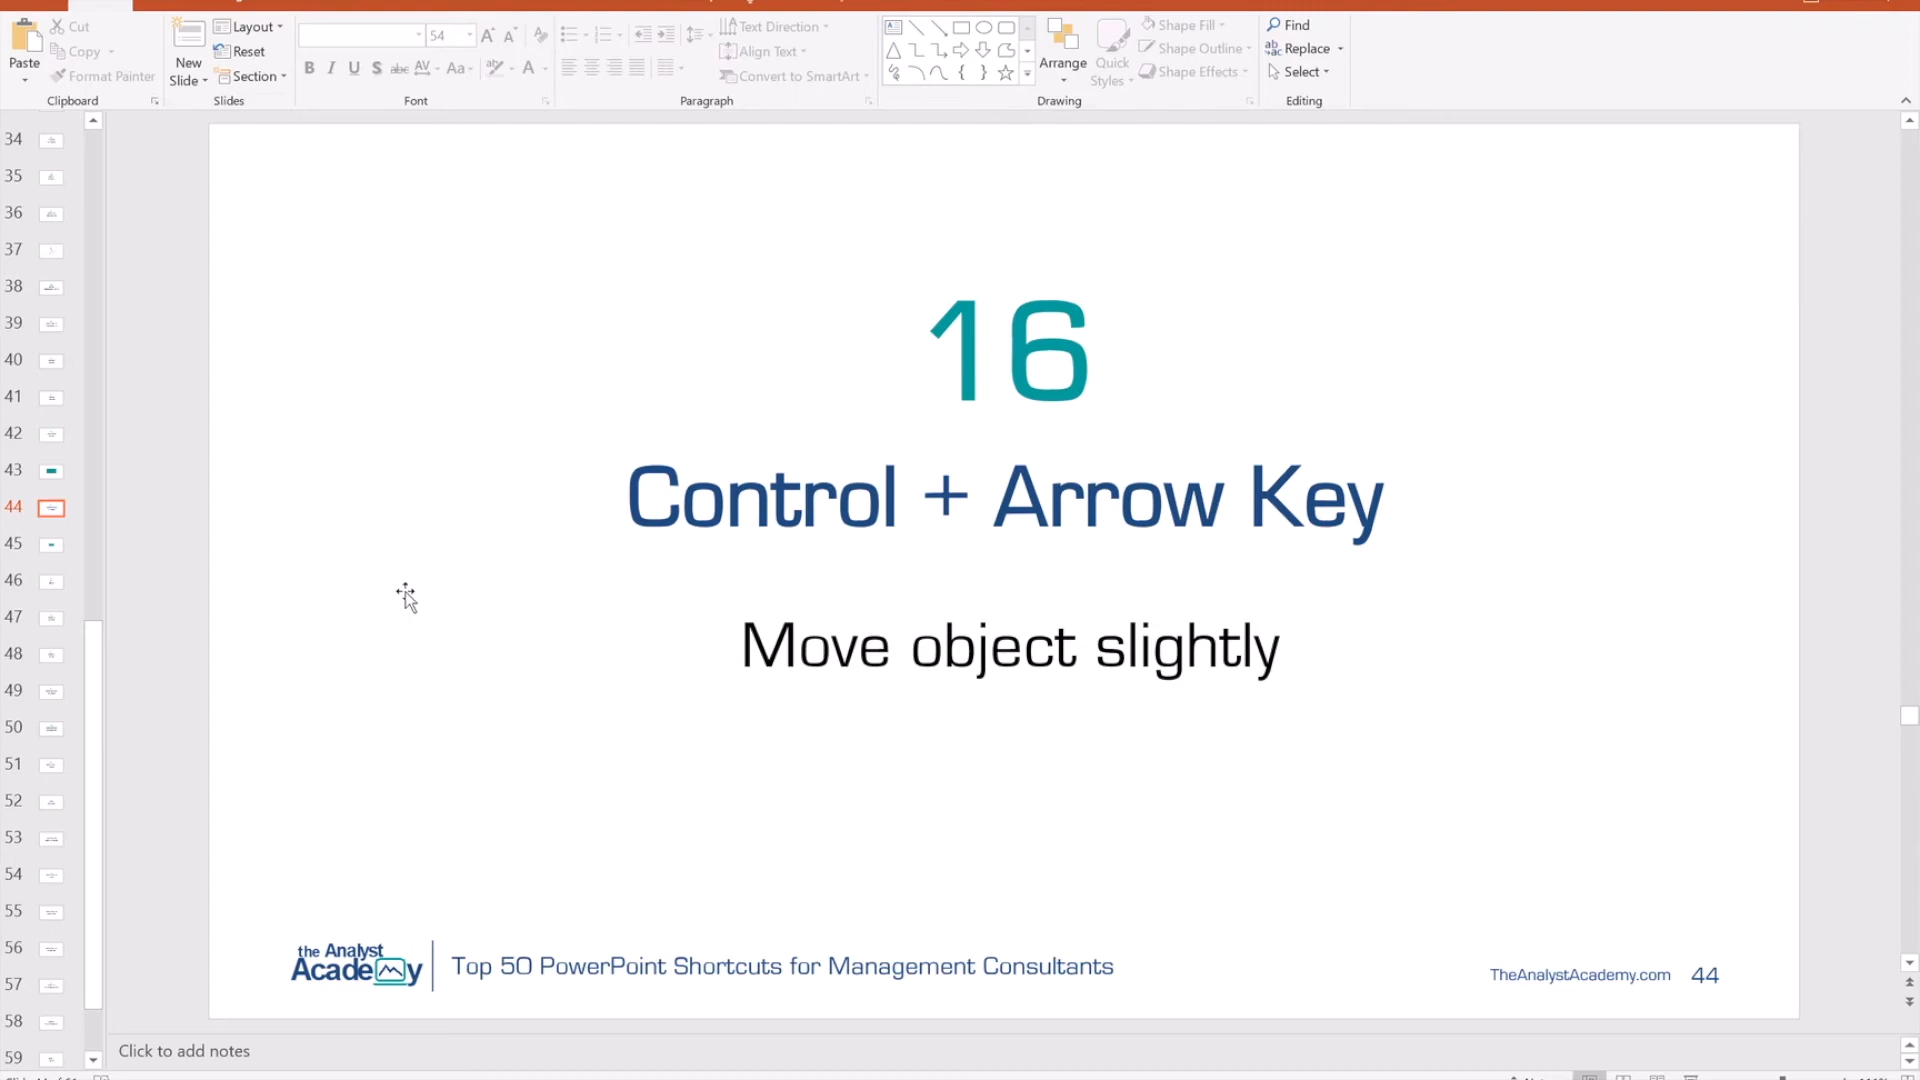 Cut
Copy
Format Painter
Paste
Clipboard
New
Slide
Layout
Reset
Section
Slides
54
B I U S abc AV Aa A
Font
Text Direction
Align Text
Convert to SmartArt
Paragraph
Arrange
Quick
Styles
Shape Fill
Shape Outline
Shape Effects
Drawing
Find
Replace
Select
Editing
34
35
36
37
38
39
40
41
42
43
44
45
46
47
48
49
50
51
52
53
54
55
56
57
58
59
16
Control + Arrow Key
Move object slightly
the Analyst
Academy
Top 50 PowerPoint Shortcuts for Management Consultants
TheAnalystAcademy.com 44
Click to add notes